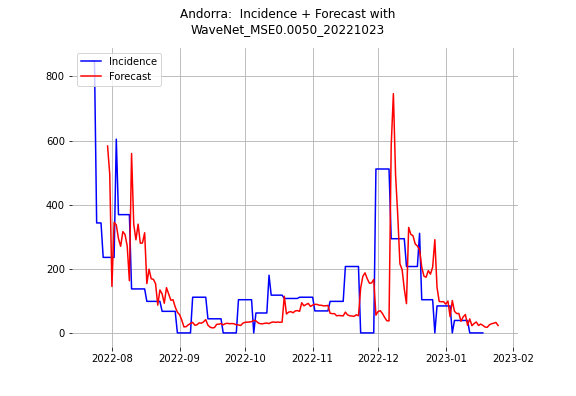 Andorra:  Incidence + Forecast with
WaveNet_MSE0.0050_20221023
Incidence
Forecast
800
600
400
200
0
2022-08 2022-09 2022-10 2022-11 2022-12 2023-01 2023-02